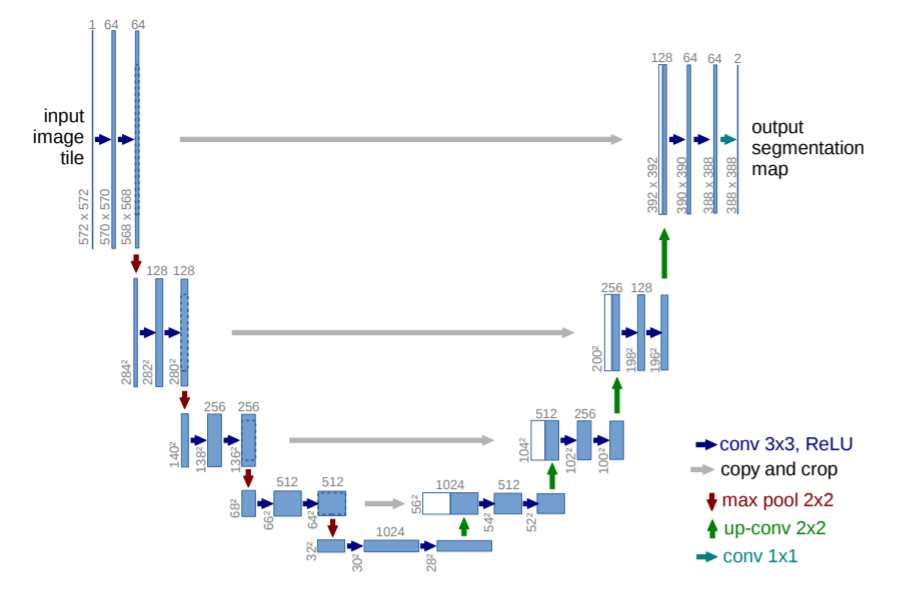 1 64 64
128 64 64 2
input
image
tile
output
segmentation
map
572 x 572
570 x 570
568 x 568
392 x 392
390 x 390
388 x 388
388 x 388
128 128
256 128
284²
282²
280²
200²
198²
196²
256 256
512 256
140²
138²
136²
104²
102²
100²
512 512
1024 512
68²
66²
64²
56²
54²
52²
1024
32²
30²
28²
conv 3x3, ReLU
copy and crop
max pool 2x2
up-conv 2x2
conv 1x1